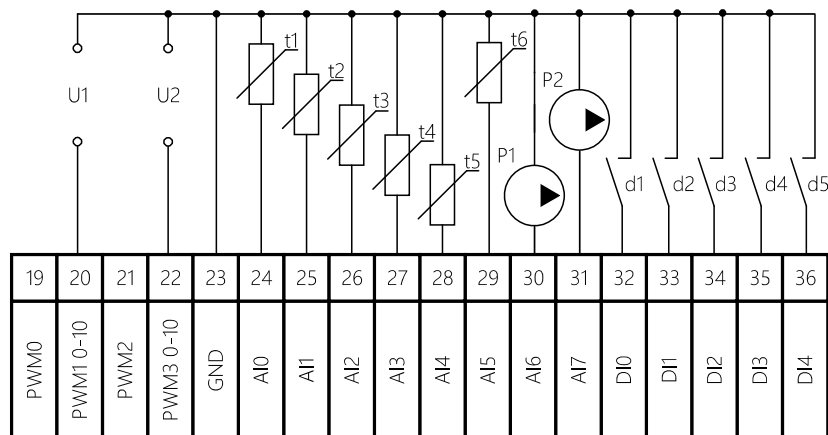 t1
t2
t3
t4
t5
t6
P2
P1
U1
U2
d1
d2
d3
d4
d5
19
20
21
22
23
24
25
26
27
28
29
30
31
32
33
34
35
36
PWM0
PWM1 0-10
PWM2
PWM3 0-10
GND
AI0
AI1
AI2
AI3
AI4
AI5
AI6
AI7
DI0
DI1
DI2
DI3
DI4